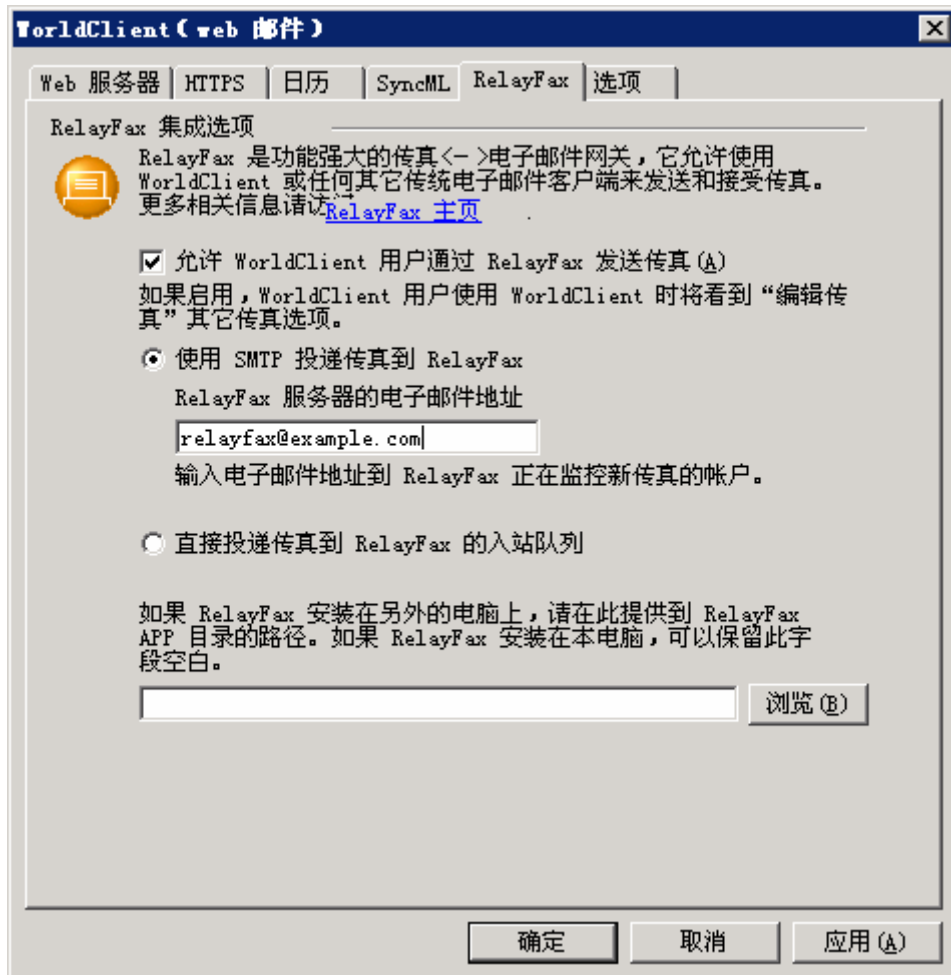 WorldClient(web 邮件)
Web 服务器 HTTPS 日历 SyncML RelayFax 选项
RelayFax 集成选项
RelayFax 是功能强大的传真<->电子邮件网关,它允许使用
WorldClient 或任何其它传统电子邮件客户端来发送和接受传真。
更多相关信息请访 RelayFax 主页 .
允许 WorldClient 用户通过 RelayFax 发送传真(A)
如果启用,WorldClient 用户使用 WorldClient 时将看到“编辑传
真”其它传真选项。
使用 SMTP 投递传真到 RelayFax
RelayFax 服务器的电子邮件地址
relayfax@example.com
输入电子邮件地址到 RelayFax 正在监控新传真的帐户。
直接投递传真到 RelayFax 的入站队列
如果 RelayFax 安装在另外的电脑上,请在此提供到 RelayFax
APP 目录的路径。如果 RelayFax 安装在本电脑,可以保留此字
段空白。
浏览(B)
确定 取消 应用(A)